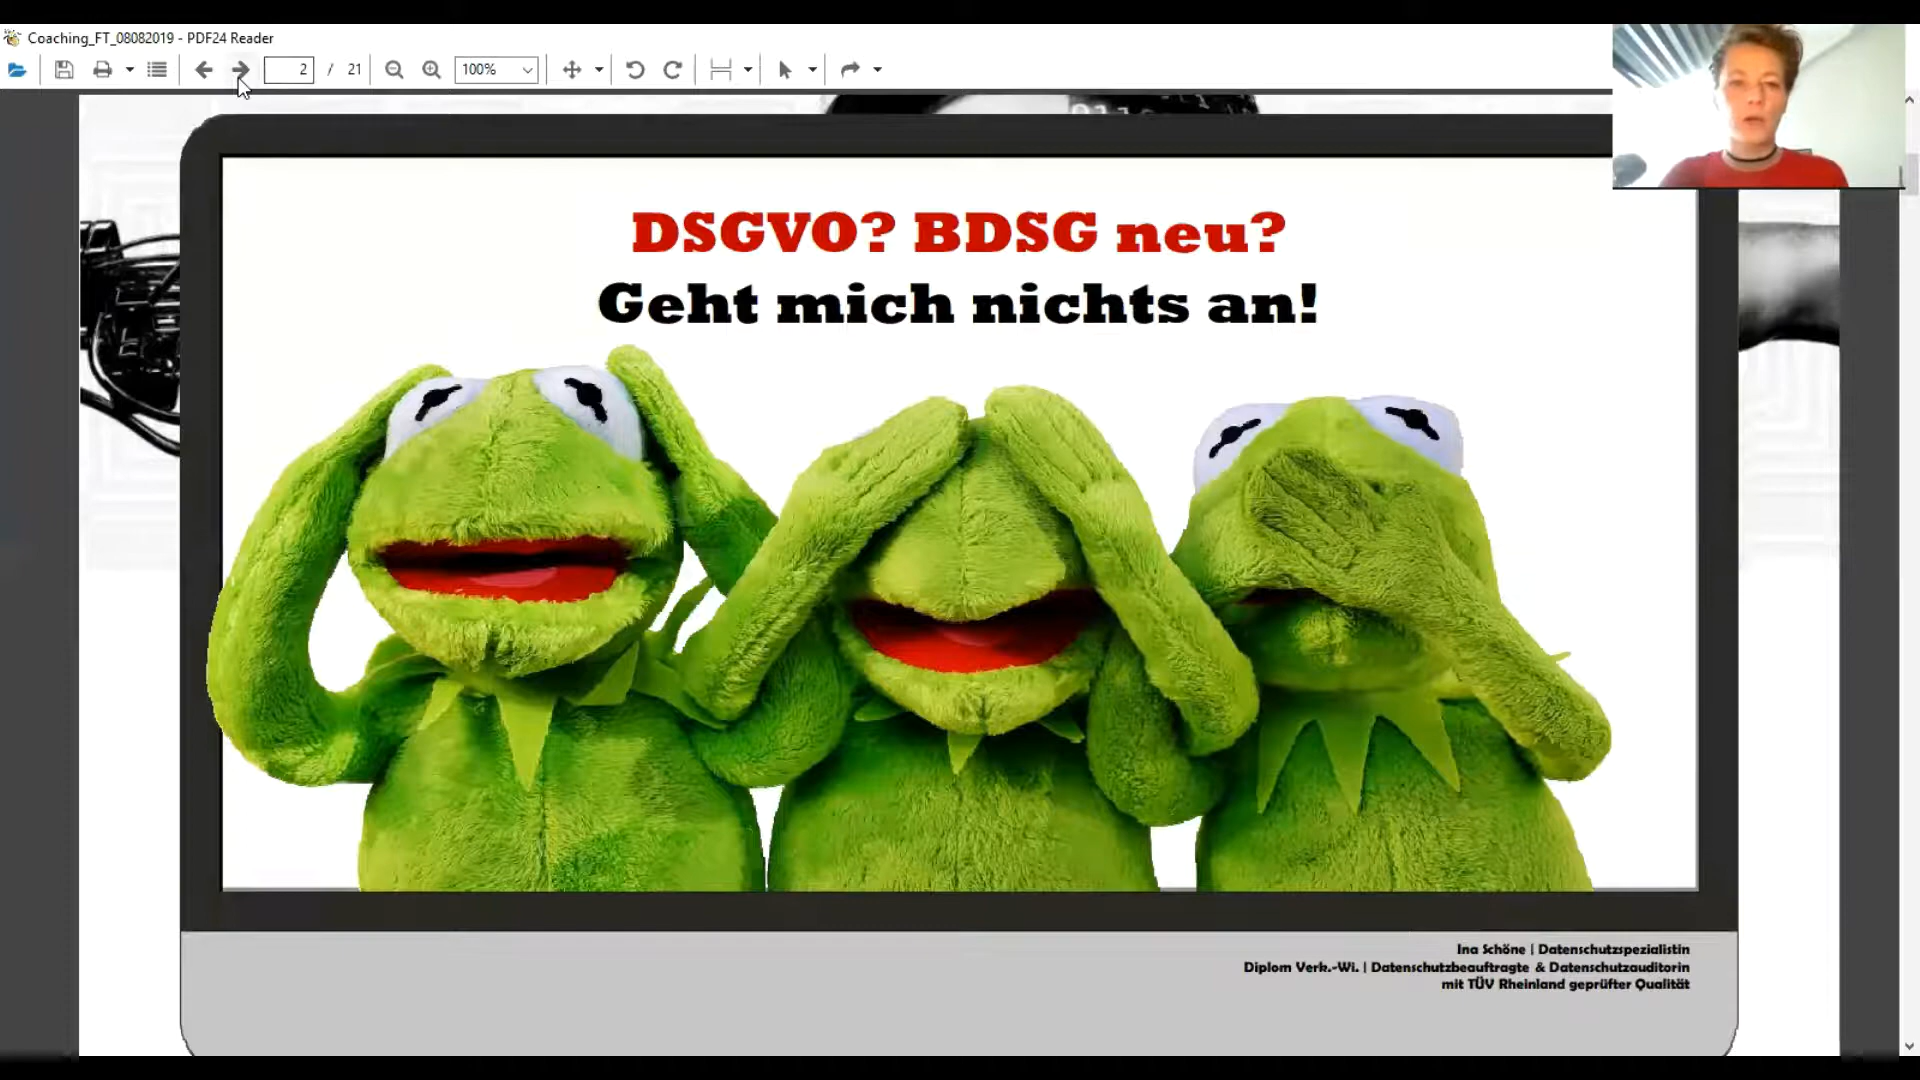 Coaching_FT_08082019 - PDF24 Reader
2 / 21
100%
DSGVO? BDSG neu?
Geht mich nichts an!
Ina Schöne | Datenschutzspezialistin
Diplom Verk.-Wi. | Datenschutzbeauftragte & Datenschutzauditorin
mit TÜV Rheinland geprüfter Qualität